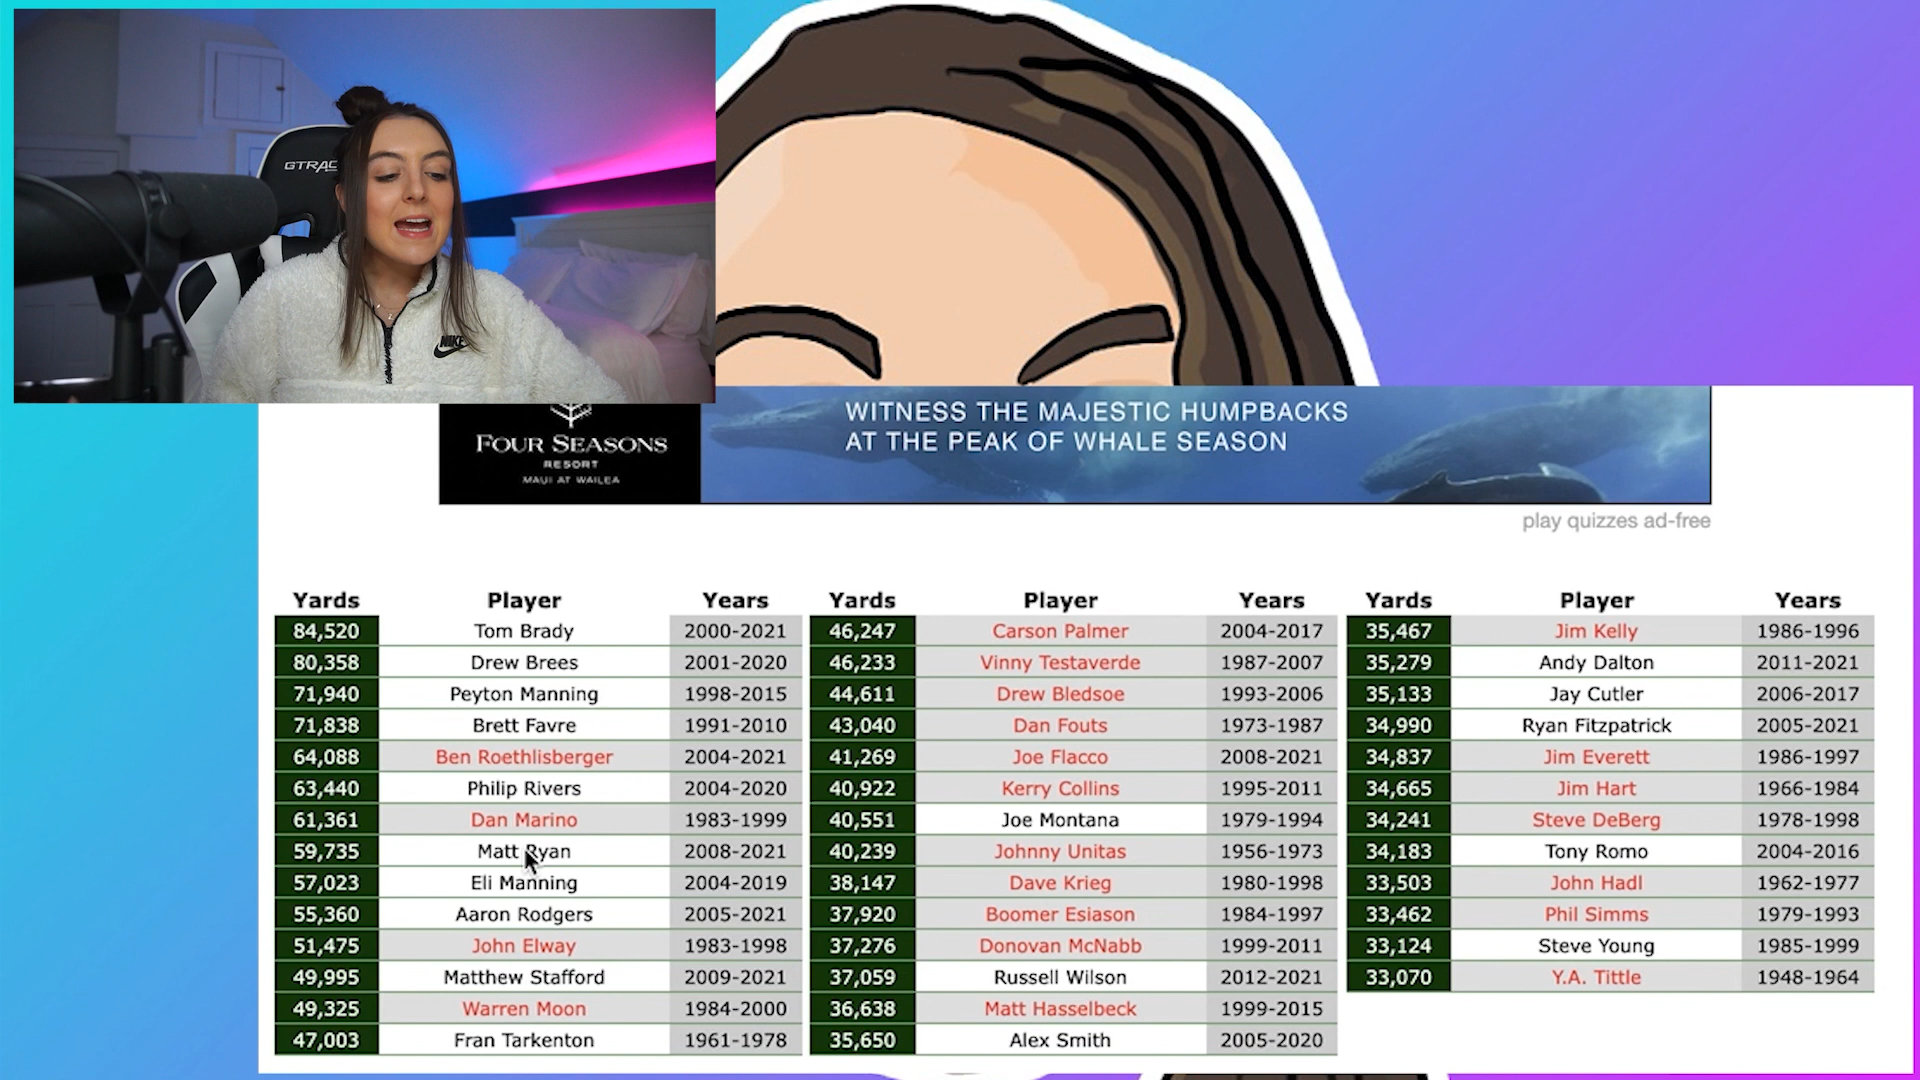 GTRAC
NIKE
FOUR SEASONS
RESORT
MAUI AT WAILEA
WITNESS THE MAJESTIC HUMPBACKS
AT THE PEAK OF WHALE SEASON
play quizzes ad-free
Yards Player Years
84,520 Tom Brady 2000-2021
80,358 Drew Brees 2001-2020
71,940 Peyton Manning 1998-2015
71,838 Brett Favre 1991-2010
64,088 Ben Roethlisberger 2004-2021
63,440 Philip Rivers 2004-2020
61,361 Dan Marino 1983-1999
59,735 Matt Ryan 2008-2021
57,023 Eli Manning 2004-2019
55,360 Aaron Rodgers 2005-2021
51,475 John Elway 1983-1998
49,995 Matthew Stafford 2009-2021
49,325 Warren Moon 1984-2000
47,003 Fran Tarkenton 1961-1978
Yards Player Years
46,247 Carson Palmer 2004-2017
46,233 Vinny Testaverde 1987-2007
44,611 Drew Bledsoe 1993-2006
43,040 Dan Fouts 1973-1987
41,269 Joe Flacco 2008-2021
40,922 Kerry Collins 1995-2011
40,551 Joe Montana 1979-1994
40,239 Johnny Unitas 1956-1973
38,147 Dave Krieg 1980-1998
37,920 Boomer Esiason 1984-1997
37,276 Donovan McNabb 1999-2011
37,059 Russell Wilson 2012-2021
36,638 Matt Hasselbeck 1999-2015
35,650 Alex Smith 2005-2020
Yards Player Years
35,467 Jim Kelly 1986-1996
35,279 Andy Dalton 2011-2021
35,133 Jay Cutler 2006-2017
34,990 Ryan Fitzpatrick 2005-2021
34,837 Jim Everett 1986-1997
34,665 Jim Hart 1966-1984
34,241 Steve DeBerg 1978-1998
34,183 Tony Romo 2004-2016
33,503 John Hadl 1962-1977
33,462 Phil Simms 1979-1993
33,124 Steve Young 1985-1999
33,070 Y.A. Tittle 1948-1964